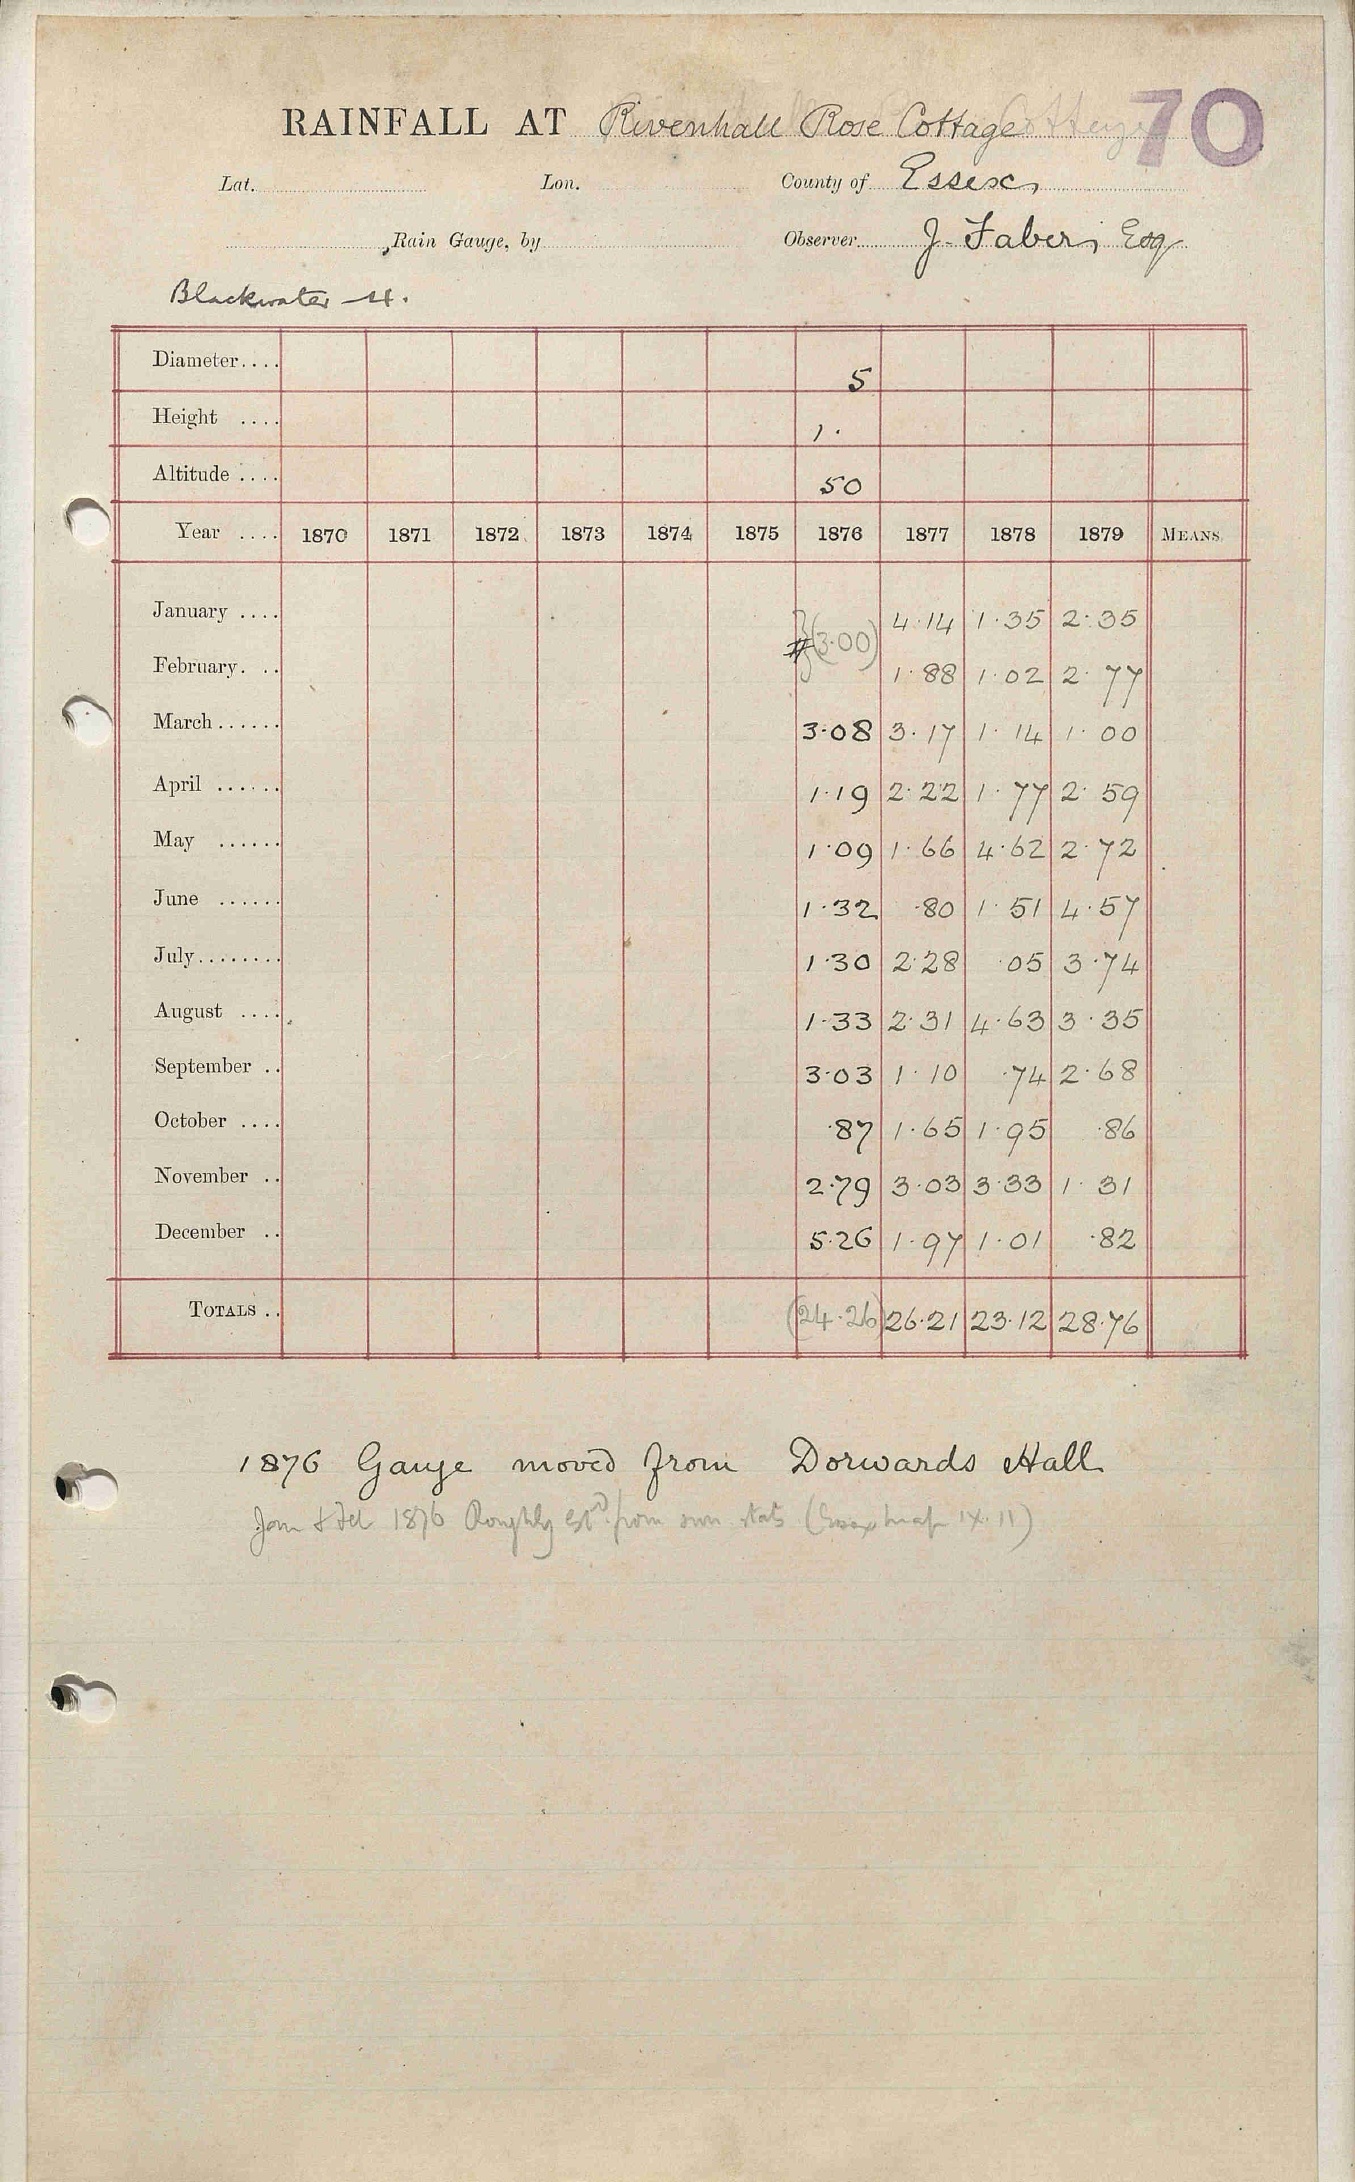 70
RAINFALL AT Rivenhall Rose Cottage
Lat. Lon. County of Essex
Rain Gauge, by Observer J. Faber, Esq
Blackwater
Diameter.... 5
Height .... 1.
Altitude .... 50
Year .... 1870 1871 1872 1873 1874 1875 1876 1877 1878 1879 MEANS
January .... 4.14 1.35 2.35
#(3.00)
February. .. 1.88 1.02 2.77
March...... 3.08 3.17 1.14 1.00
April ...... 1.19 2.22 1.77 2.59
May ...... 1.09 1.66 4.62 2.72
June ...... 1.32 .80 1.51 4.57
July........ 1.30 2.28 .05 3.74
August .... 1.33 2.31 4.63 3.35
September .. 3.03 1.10 .74 2.68
October .... .87 1.65 1.95 .86
November .. 2.79 3.03 3.33 1.31
December .. 5.26 1.97 1.01 .82
TOTALS .. (24.26) 26.21 23.12 28.76
1876 Gauge moved from Dorwards Hall
Jan & Feb 1876 Roughly Estd from surr stats (Essex map IX.11)